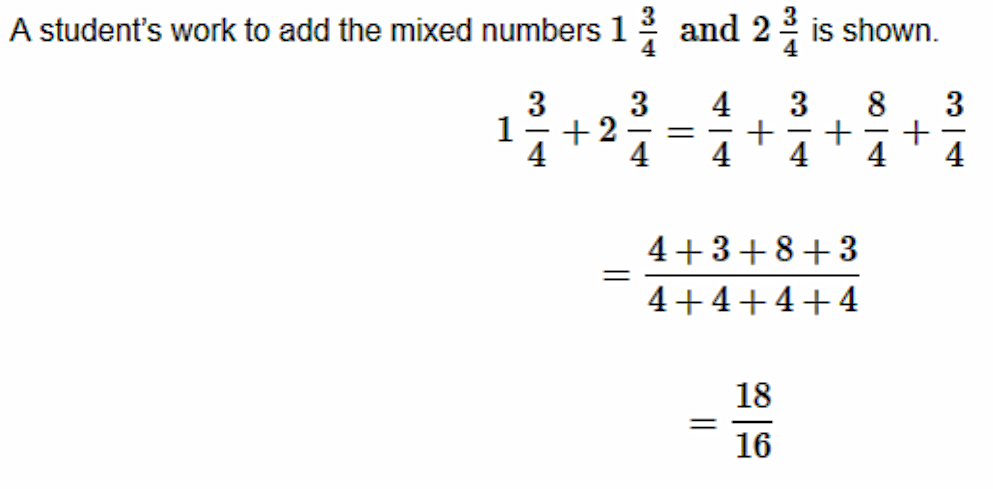 A student's work to add the mixed numbers 1 3/4 and 2 3/4 is shown.
1 3/4 + 2 3/4 = 4/4 + 3/4 + 8/4 + 3/4
= (4 + 3 + 8 + 3)/(4 + 4 + 4 + 4)
= 18/16